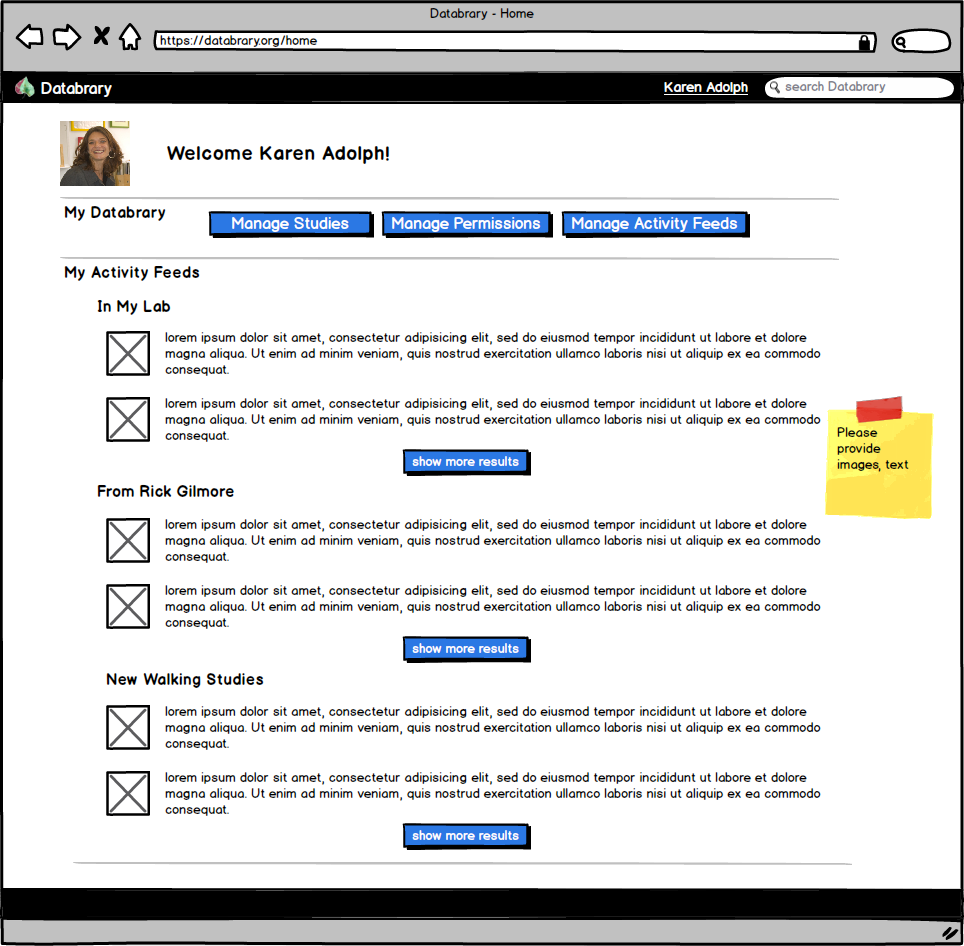 Databrary - Home
https://databrary.org/home
Databrary
Karen Adolph
search Databrary
Welcome Karen Adolph!
My Databrary
Manage Studies
Manage Permissions
Manage Activity Feeds
My Activity Feeds
In My Lab
lorem ipsum dolor sit amet, consectetur adipisicing elit, sed do eiusmod tempor incididunt ut labore et dolore
magna aliqua. Ut enim ad minim veniam, quis nostrud exercitation ullamco laboris nisi ut aliquip ex ea commodo
consequat.
lorem ipsum dolor sit amet, consectetur adipisicing elit, sed do eiusmod tempor incididunt ut labore et dolore
magna aliqua. Ut enim ad minim veniam, quis nostrud exercitation ullamco laboris nisi ut aliquip ex ea commodo
consequat.
show more results
Please
provide
images, text
From Rick Gilmore
lorem ipsum dolor sit amet, consectetur adipisicing elit, sed do eiusmod tempor incididunt ut labore et dolore
magna aliqua. Ut enim ad minim veniam, quis nostrud exercitation ullamco laboris nisi ut aliquip ex ea commodo
consequat.
lorem ipsum dolor sit amet, consectetur adipisicing elit, sed do eiusmod tempor incididunt ut labore et dolore
magna aliqua. Ut enim ad minim veniam, quis nostrud exercitation ullamco laboris nisi ut aliquip ex ea commodo
consequat.
show more results
New Walking Studies
lorem ipsum dolor sit amet, consectetur adipisicing elit, sed do eiusmod tempor incididunt ut labore et dolore
magna aliqua. Ut enim ad minim veniam, quis nostrud exercitation ullamco laboris nisi ut aliquip ex ea commodo
consequat.
lorem ipsum dolor sit amet, consectetur adipisicing elit, sed do eiusmod tempor incididunt ut labore et dolore
magna aliqua. Ut enim ad minim veniam, quis nostrud exercitation ullamco laboris nisi ut aliquip ex ea commodo
consequat.
show more results